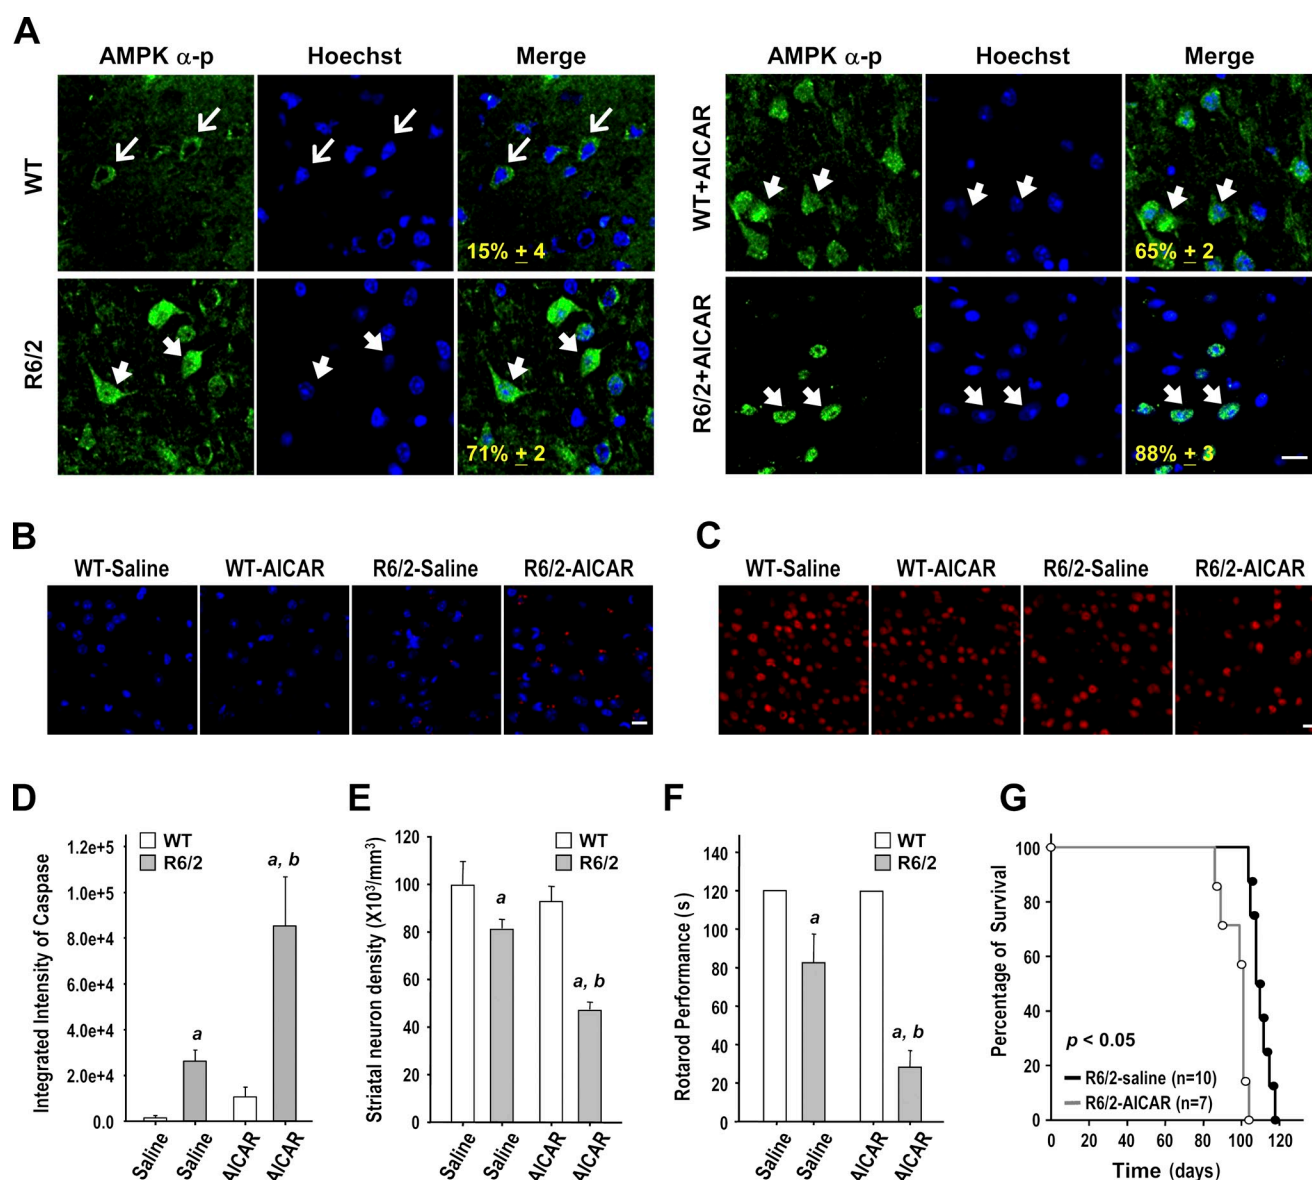 A
AMPK α-p Hoechst Merge
AMPK α-p Hoechst Merge
WT
15% ± 4
WT+AICAR
65% ± 2
R6/2
71% ± 2
R6/2+AICAR
88% ± 3
B
WT-Saline WT-AICAR R6/2-Saline R6/2-AICAR
C
WT-Saline WT-AICAR R6/2-Saline R6/2-AICAR
D
Integrated Intensity of Caspase
1.2e+5
1.0e+5
8.0e+4
6.0e+4
4.0e+4
2.0e+4
0.0
WT
R6/2
a
a, b
Saline Saline AICAR AICAR
E
Striatal neuron density (X10³/mm³)
120
100
80
60
40
20
0
WT
R6/2
a
a, b
Saline Saline AICAR AICAR
F
Rotarod Performance (s)
140
120
100
80
60
40
20
0
WT
R6/2
a
a, b
Saline Saline AICAR AICAR
G
Percentage of Survival
100
80
60
40
20
0
p < 0.05
R6/2-saline (n=10)
R6/2-AICAR (n=7)
0 20 40 60 80 100 120
Time (days)